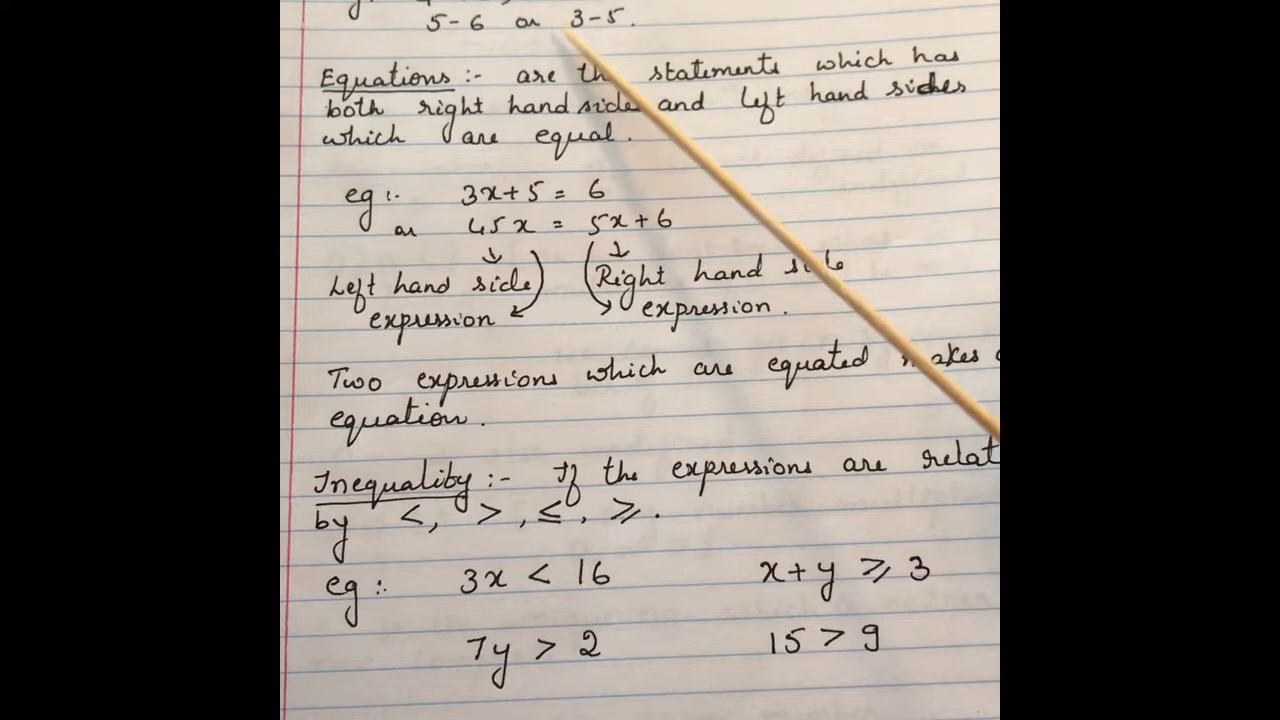 5-6 or 3-5.
Equations :- are the statements which has
both right hand side and left hand sides
which are equal.
eg :- 3x+5 = 6
or 45x = 5x+6
Left hand side Right hand side
expression expression.
Two expressions which are equated makes
equation.
Inequality :- If the expressions are relat
by <, > , ≤ , ≥ .
eg :- 3x < 16 x+y ≥ 3
7y > 2 15 > 9